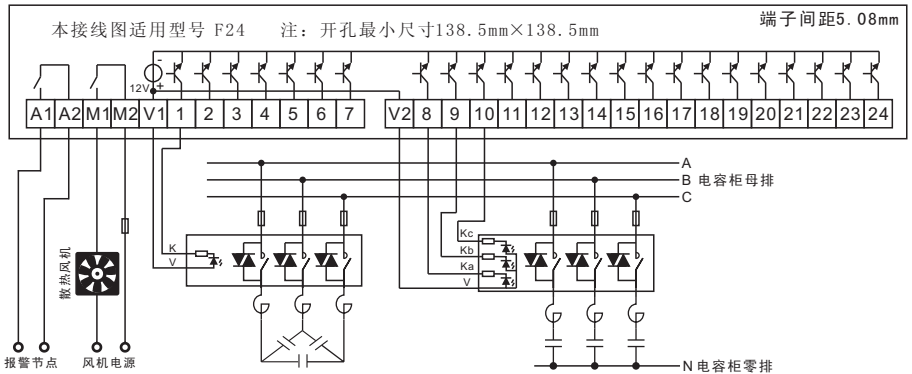 本接线图适用型号 F24 注：开孔最小尺寸138.5mm×138.5mm
端子间距5.08mm
-
12V +
A1 A2 M1 M2 V1 1 2 3 4 5 6 7
V2 8 9 10 11 12 13 14 15 16 17 18 19 20 21 22 23 24
A
B 电容柜母排
C
K
V
Kc
Kb
Ka
V
散热风机
报警节点
风机电源
N 电容柜零排